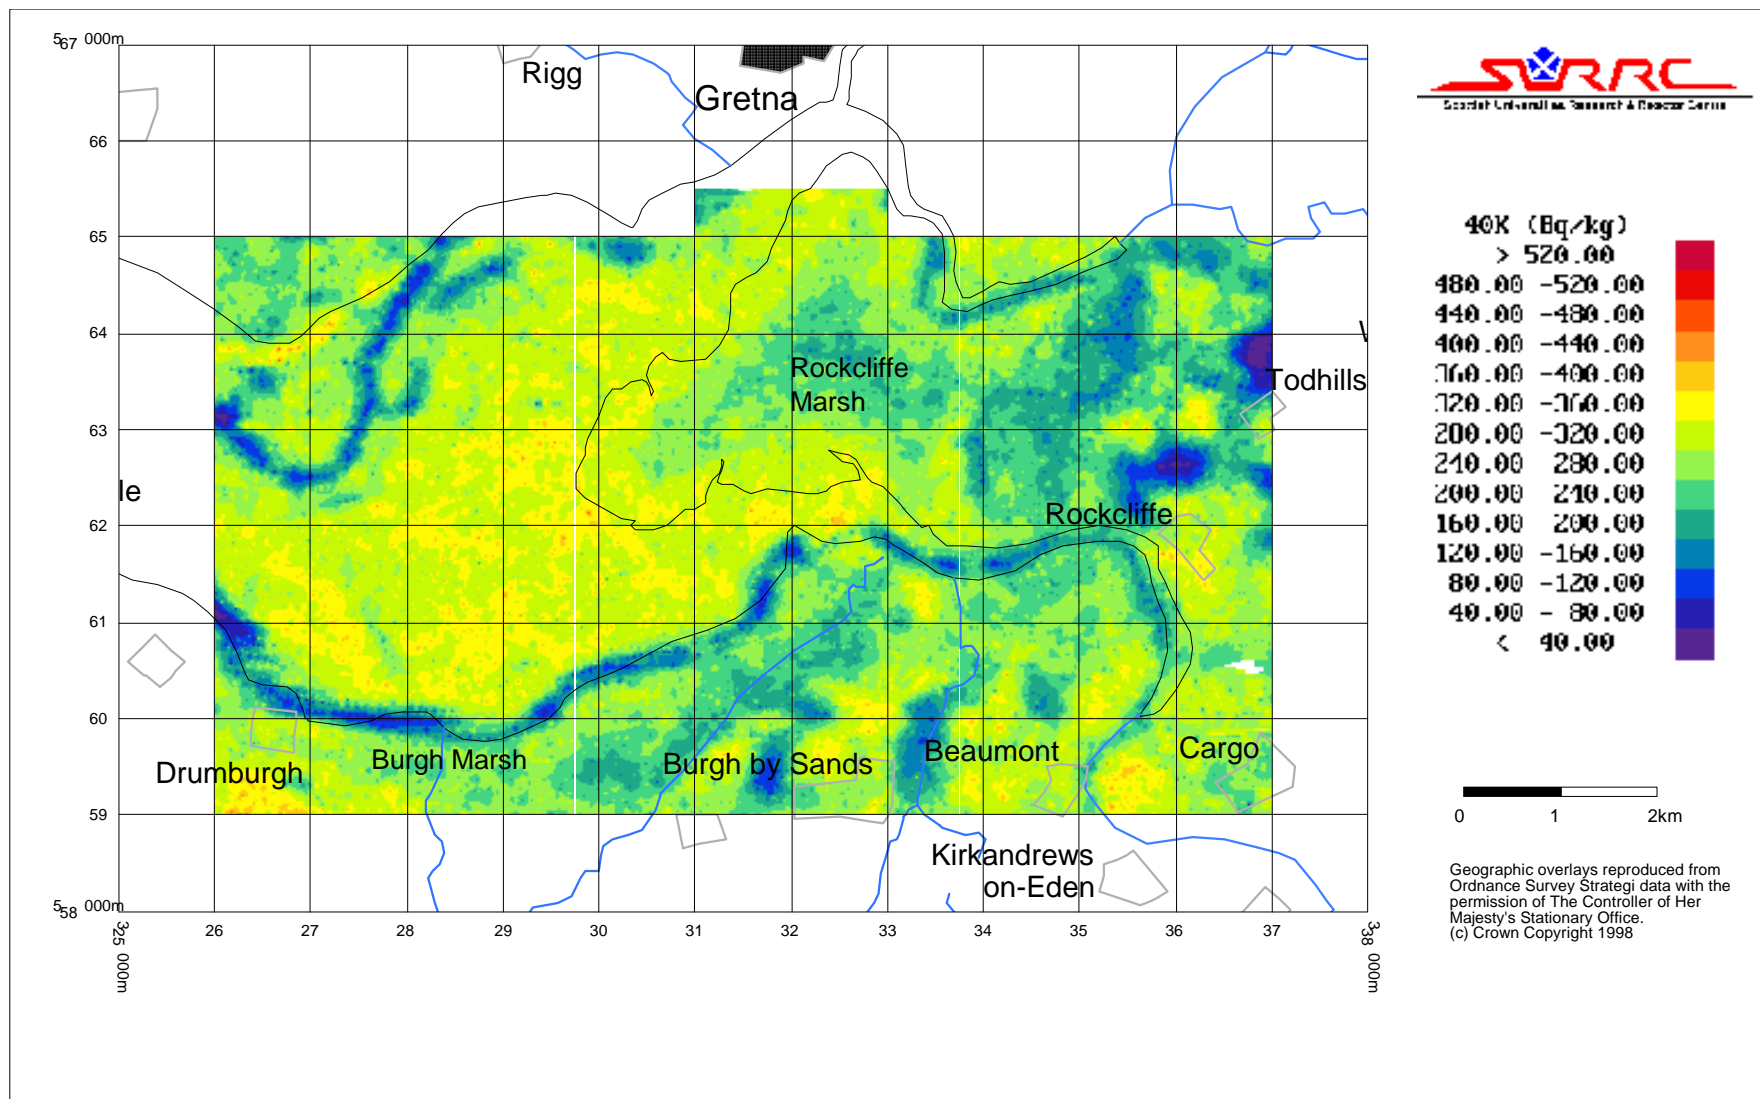 567 000m
66
65
64
63
62
61
60
59
558 000m
325 000m
26
27
28
29
30
31
32
33
34
35
36
37
338 000m
Rigg
Gretna
Rockcliffe
Marsh
Todhills
le
Rockcliffe
Drumburgh
Burgh Marsh
Burgh by Sands
Beaumont
Cargo
Kirkandrews
on-Eden
SURRC
Scottish Universities Research & Reactor Centre
40K (Bq/kg)
> 520.00
480.00 -520.00
440.00 -480.00
400.00 -440.00
360.00 -400.00
320.00 -360.00
280.00 -320.00
240.00 280.00
200.00 240.00
160.00 200.00
120.00 -160.00
80.00 -120.00
40.00 - 80.00
< 40.00
0 1 2km
Geographic overlays reproduced from
Ordnance Survey Strategi data with the
permission of The Controller of Her
Majesty's Stationary Office.
(c) Crown Copyright 1998